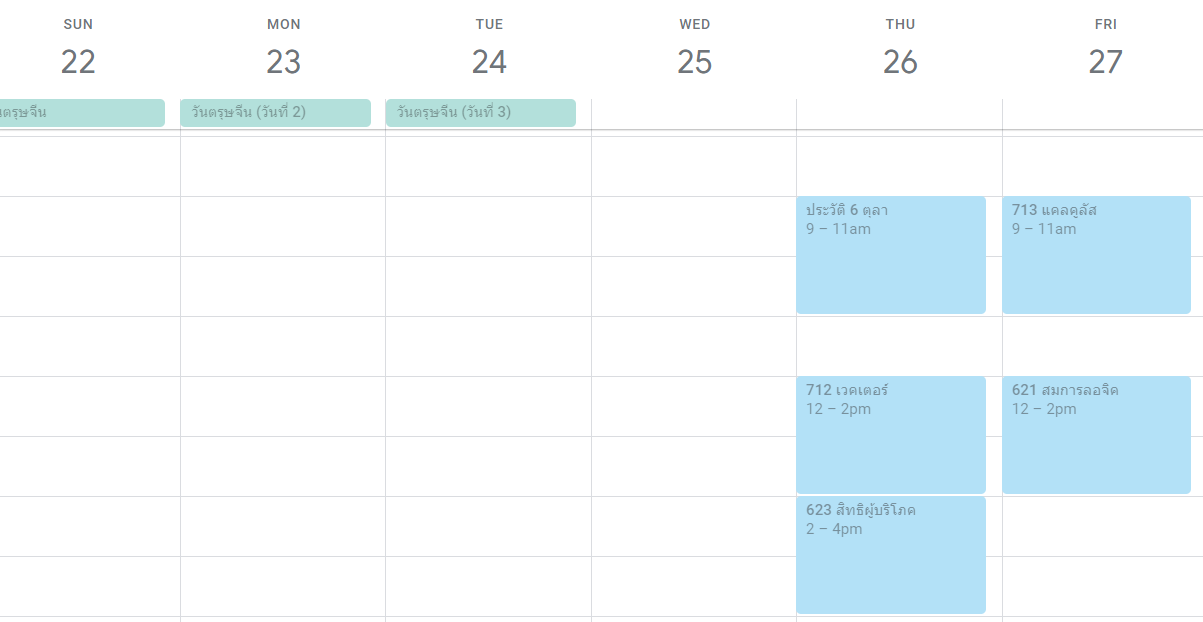 SUN
22
MON
23
TUE
24
WED
25
THU
26
FRI
27
ตรุษจีน
วันตรุษจีน (วันที่ 2)
วันตรุษจีน (วันที่ 3)
ประวัติ 6 ตุลา
9 – 11am
713 แคลคูลัส
9 – 11am
712 เวคเตอร์
12 – 2pm
621 สมการลอจิค
12 – 2pm
623 สิทธิผู้บริโภค
2 – 4pm